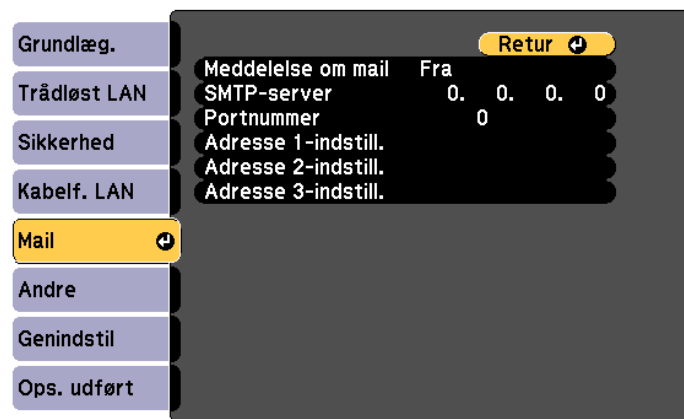 Grundlæg.
Trådløst LAN
Sikkerhed
Kabelf. LAN
Mail
Andre
Genindstil
Ops. udført
Retur
Meddelelse om mail Fra
SMTP-server 0. 0. 0. 0
Portnummer 0
Adresse 1-indstill.
Adresse 2-indstill.
Adresse 3-indstill.